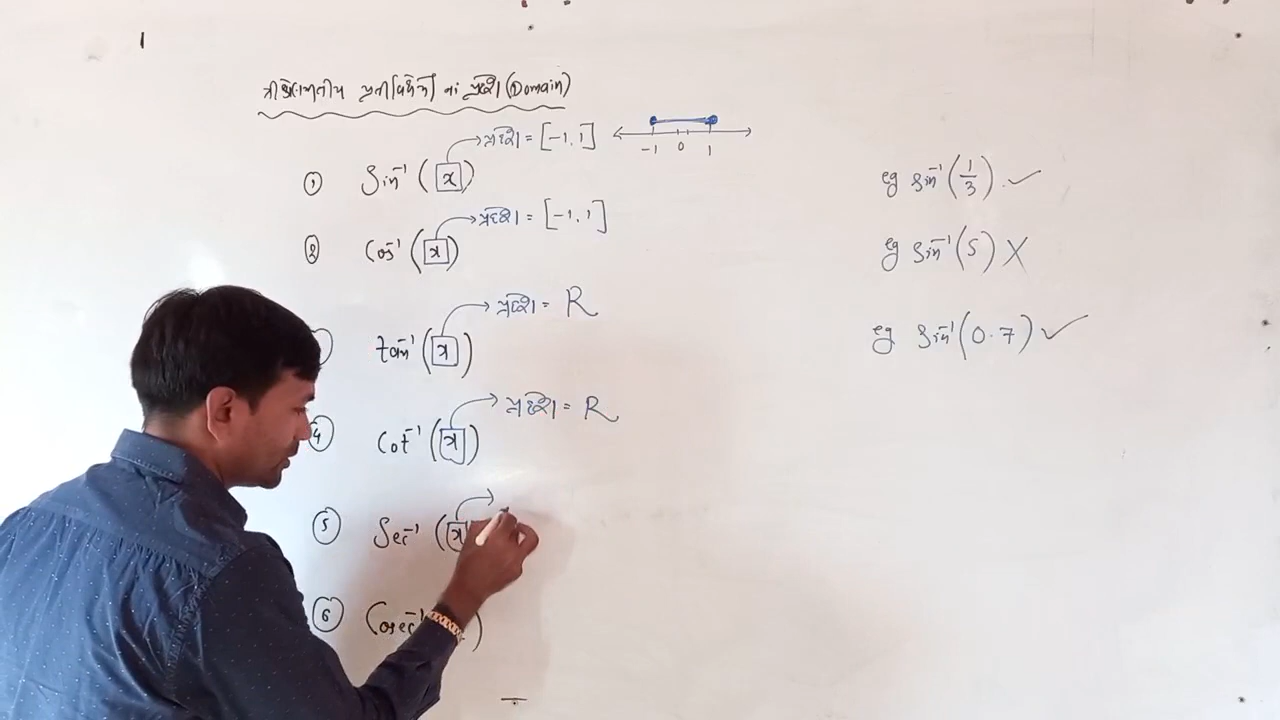 ત્રીકોણમિતીય પ્રતીવિધેયો નાં પ્રદેશ (Domain)
① Sin⁻¹ (x) → પ્રદેશ = [-1, 1]
-1 0 1
② Cos⁻¹ (x) → પ્રદેશ = [-1, 1]
tan⁻¹ (x) → પ્રદેશ = R
④ Cot⁻¹ (x) → પ્રદેશ = R
⑤ Sec⁻¹ (x →
⑥ Cosec⁻¹ )
eg sin⁻¹ (1/3) ✓
eg sin⁻¹ (5) X
eg sin⁻¹ (0.7) ✓